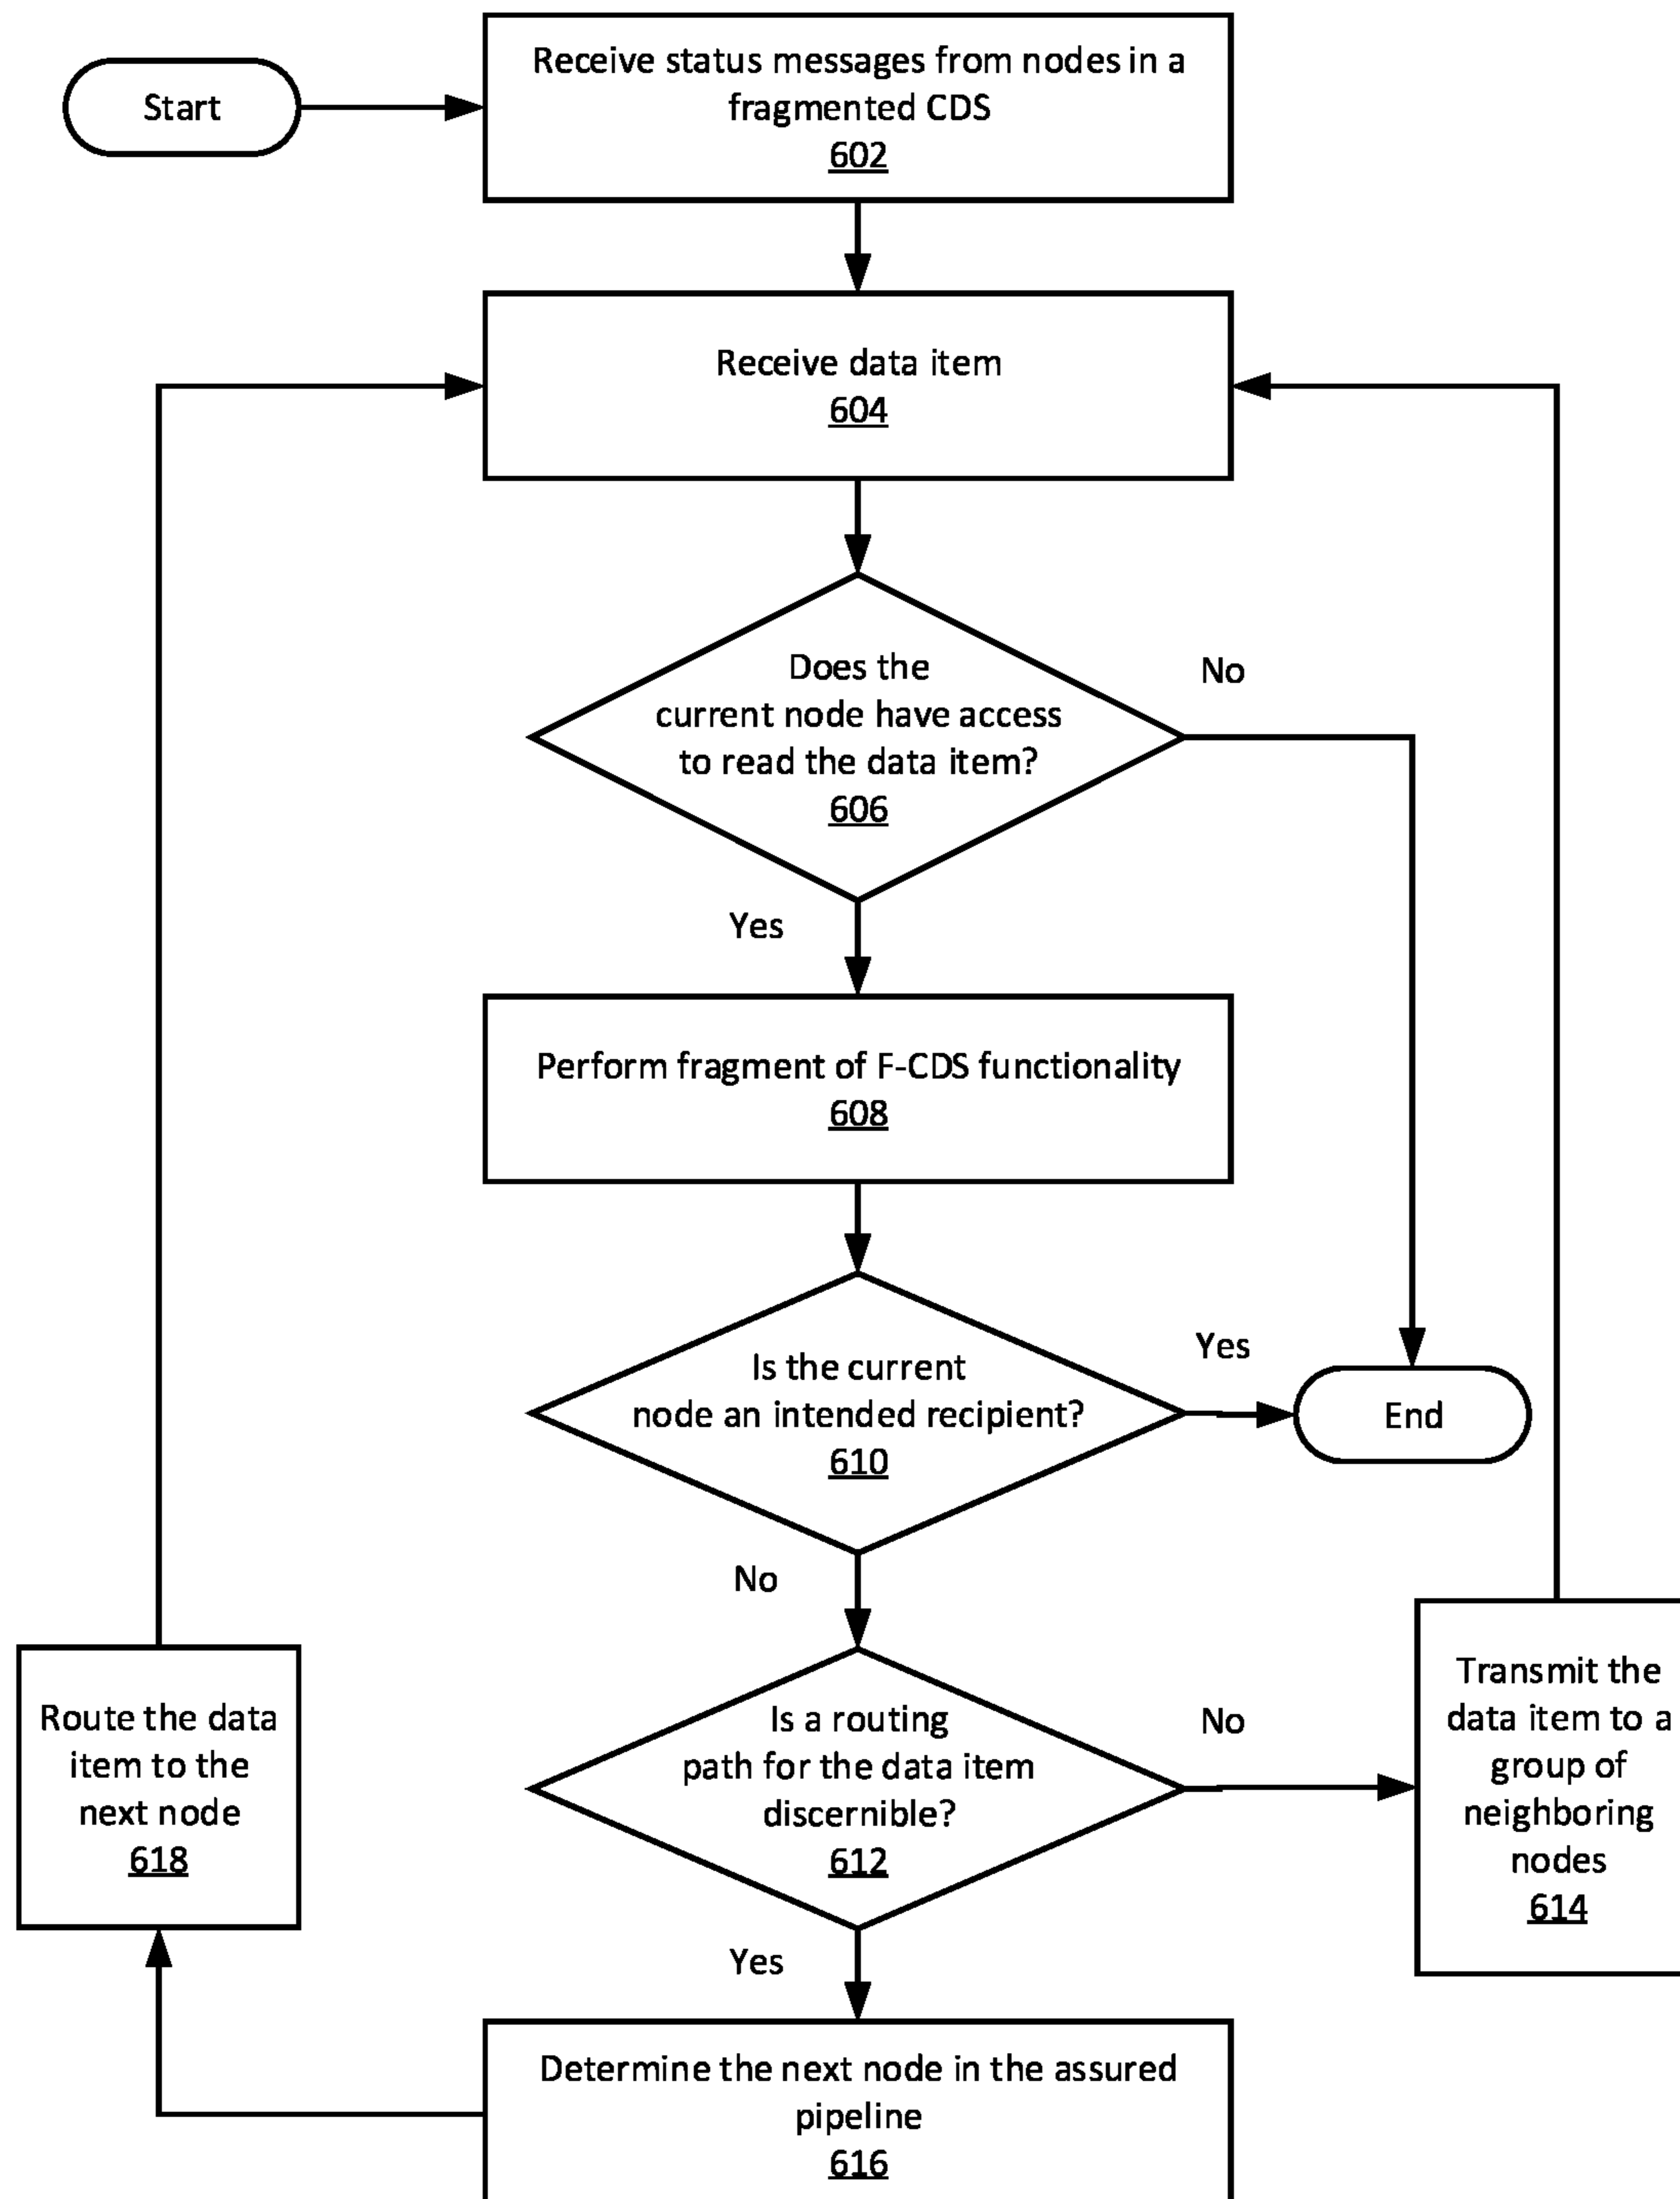 Start
Receive status messages from nodes in a
fragmented CDS
602
Receive data item
604
Does the
current node have access
to read the data item?
606
No
Yes
Perform fragment of F-CDS functionality
608
Is the current
node an intended recipient?
610
Yes
End
No
Is a routing
path for the data item
discernible?
612
No
Transmit the
data item to a
group of
neighboring
nodes
614
Yes
Route the data
item to the
next node
618
Determine the next node in the assured
pipeline
616